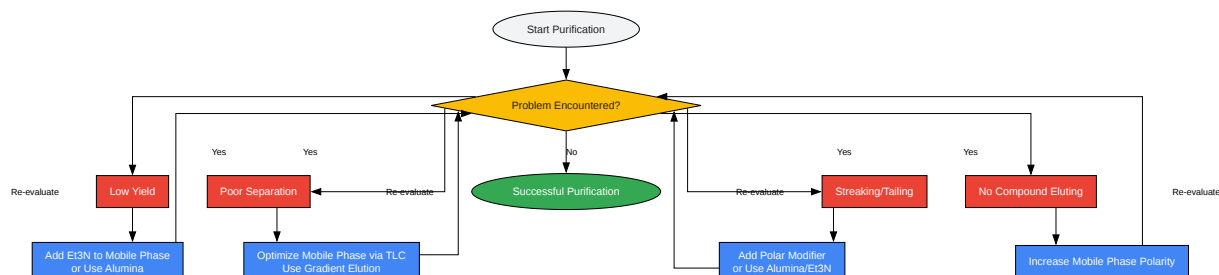 Start Purification
Problem Encountered?
Yes
Yes
No
Yes
Yes
Re-evaluate
Low Yield
Poor Separation
Re-evaluate
Successful Purification
Re-evaluate
Streaking/Tailing
No Compound Eluting
Re-evaluate
Add Et3N to Mobile Phase
or Use Alumina
Optimize Mobile Phase via TLC
Use Gradient Elution
Add Polar Modifier
or Use Alumina/Et3N
Increase Mobile Phase Polarity